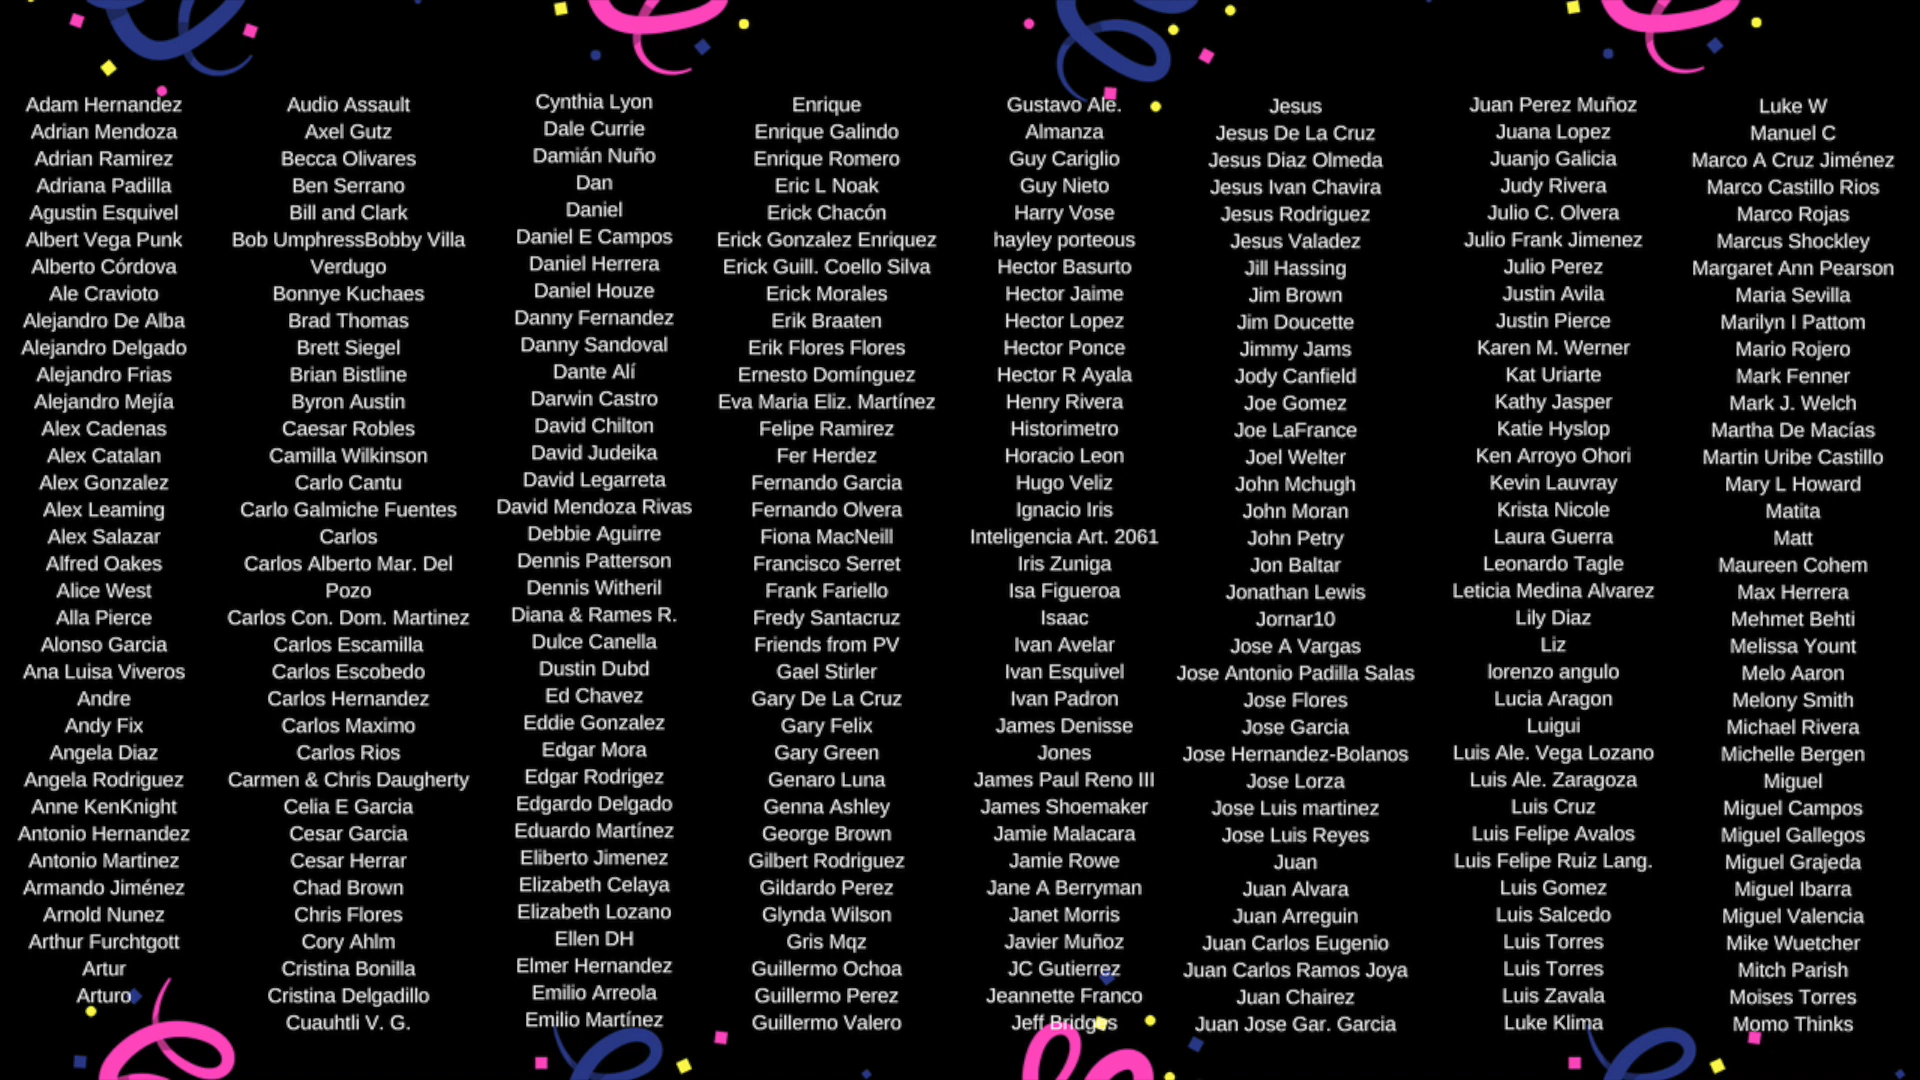 Adam Hernandez
Adrian Mendoza
Adrian Ramirez
Adriana Padilla
Agustin Esquivel
Albert Vega Punk
Alberto Córdova
Ale Cravioto
Alejandro De Alba
Alejandro Delgado
Alejandro Frias
Alejandro Mejía
Alex Cadenas
Alex Catalan
Alex Gonzalez
Alex Leaming
Alex Salazar
Alfred Oakes
Alice West
Alla Pierce
Alonso Garcia
Ana Luisa Viveros
Andre
Andy Fix
Angela Diaz
Angela Rodriguez
Anne KenKnight
Antonio Hernandez
Antonio Martinez
Armando Jiménez
Arnold Nunez
Arthur Furchtgott
Artur
Arturo
Audio Assault
Axel Gutz
Becca Olivares
Ben Serrano
Bill and Clark
Bob UmphressBobby Villa
Verdugo
Bonnye Kuchaes
Brad Thomas
Brett Siegel
Brian Bistline
Byron Austin
Caesar Robles
Camilla Wilkinson
Carlo Cantu
Carlo Galmiche Fuentes
Carlos
Carlos Alberto Mar. Del
Pozo
Carlos Con. Dom. Martinez
Carlos Escamilla
Carlos Escobedo
Carlos Hernandez
Carlos Maximo
Carlos Rios
Carmen & Chris Daugherty
Celia E Garcia
Cesar Garcia
Cesar Herrar
Chad Brown
Chris Flores
Cory Ahlm
Cristina Bonilla
Cristina Delgadillo
Cuauhtli V. G.
Cynthia Lyon
Dale Currie
Damián Nuño
Dan
Daniel
Daniel E Campos
Daniel Herrera
Daniel Houze
Danny Fernandez
Danny Sandoval
Dante Alí
Darwin Castro
David Chilton
David Judeika
David Legarreta
David Mendoza Rivas
Debbie Aguirre
Dennis Patterson
Dennis Witheril
Diana & Rames R.
Dulce Canella
Dustin Dubd
Ed Chavez
Eddie Gonzalez
Edgar Mora
Edgar Rodrigez
Edgardo Delgado
Eduardo Martínez
Eliberto Jimenez
Elizabeth Celaya
Elizabeth Lozano
Ellen DH
Elmer Hernandez
Emilio Arreola
Emilio Martínez
Enrique
Enrique Galindo
Enrique Romero
Eric L Noak
Erick Chacón
Erick Gonzalez Enriquez
Erick Guill. Coello Silva
Erick Morales
Erik Braaten
Erik Flores Flores
Ernesto Domínguez
Eva Maria Eliz. Martínez
Felipe Ramirez
Fer Herdez
Fernando Garcia
Fernando Olvera
Fiona MacNeill
Francisco Serret
Frank Fariello
Fredy Santacruz
Friends from PV
Gael Stirler
Gary De La Cruz
Gary Felix
Gary Green
Genaro Luna
Genna Ashley
George Brown
Gilbert Rodriguez
Gildardo Perez
Glynda Wilson
Gris Mqz
Guillermo Ochoa
Guillermo Perez
Guillermo Valero
Gustavo Ale.
Almanza
Guy Cariglio
Guy Nieto
Harry Vose
hayley porteous
Hector Basurto
Hector Jaime
Hector Lopez
Hector Ponce
Hector R Ayala
Henry Rivera
Historimetro
Horacio Leon
Hugo Veliz
Ignacio Iris
Inteligencia Art. 2061
Iris Zuniga
Isa Figueroa
Isaac
Ivan Avelar
Ivan Esquivel
Ivan Padron
James Denisse
Jones
James Paul Reno III
James Shoemaker
Jamie Malacara
Jamie Rowe
Jane A Berryman
Janet Morris
Javier Muñoz
JC Gutierrez
Jeannette Franco
Jeff Bridges
Jesus
Jesus De La Cruz
Jesus Diaz Olmeda
Jesus Ivan Chavira
Jesus Rodriguez
Jesus Valadez
Jill Hassing
Jim Brown
Jim Doucette
Jimmy Jams
Jody Canfield
Joe Gomez
Joe LaFrance
Joel Welter
John Mchugh
John Moran
John Petry
Jon Baltar
Jonathan Lewis
Jornar10
Jose A Vargas
Jose Antonio Padilla Salas
Jose Flores
Jose Garcia
Jose Hernandez-Bolanos
Jose Lorza
Jose Luis martinez
Jose Luis Reyes
Juan
Juan Alvara
Juan Arreguin
Juan Carlos Eugenio
Juan Carlos Ramos Joya
Juan Chairez
Juan Jose Gar. Garcia
Juan Perez Muñoz
Juana Lopez
Juanjo Galicia
Judy Rivera
Julio C. Olvera
Julio Frank Jimenez
Julio Perez
Justin Avila
Justin Pierce
Karen M. Werner
Kat Uriarte
Kathy Jasper
Katie Hyslop
Ken Arroyo Ohori
Kevin Lauvray
Krista Nicole
Laura Guerra
Leonardo Tagle
Leticia Medina Alvarez
Lily Diaz
Liz
lorenzo angulo
Lucia Aragon
Luigui
Luis Ale. Vega Lozano
Luis Ale. Zaragoza
Luis Cruz
Luis Felipe Avalos
Luis Felipe Ruiz Lang.
Luis Gomez
Luis Salcedo
Luis Torres
Luis Torres
Luis Zavala
Luke Klima
Luke W
Manuel C
Marco A Cruz Jiménez
Marco Castillo Rios
Marco Rojas
Marcus Shockley
Margaret Ann Pearson
Maria Sevilla
Marilyn I Pattom
Mario Rojero
Mark Fenner
Mark J. Welch
Martha De Macías
Martin Uribe Castillo
Mary L Howard
Matita
Matt
Maureen Cohem
Max Herrera
Mehmet Behti
Melissa Yount
Melo Aaron
Melony Smith
Michael Rivera
Michelle Bergen
Miguel
Miguel Campos
Miguel Gallegos
Miguel Grajeda
Miguel Ibarra
Miguel Valencia
Mike Wuetcher
Mitch Parish
Moises Torres
Momo Thinks